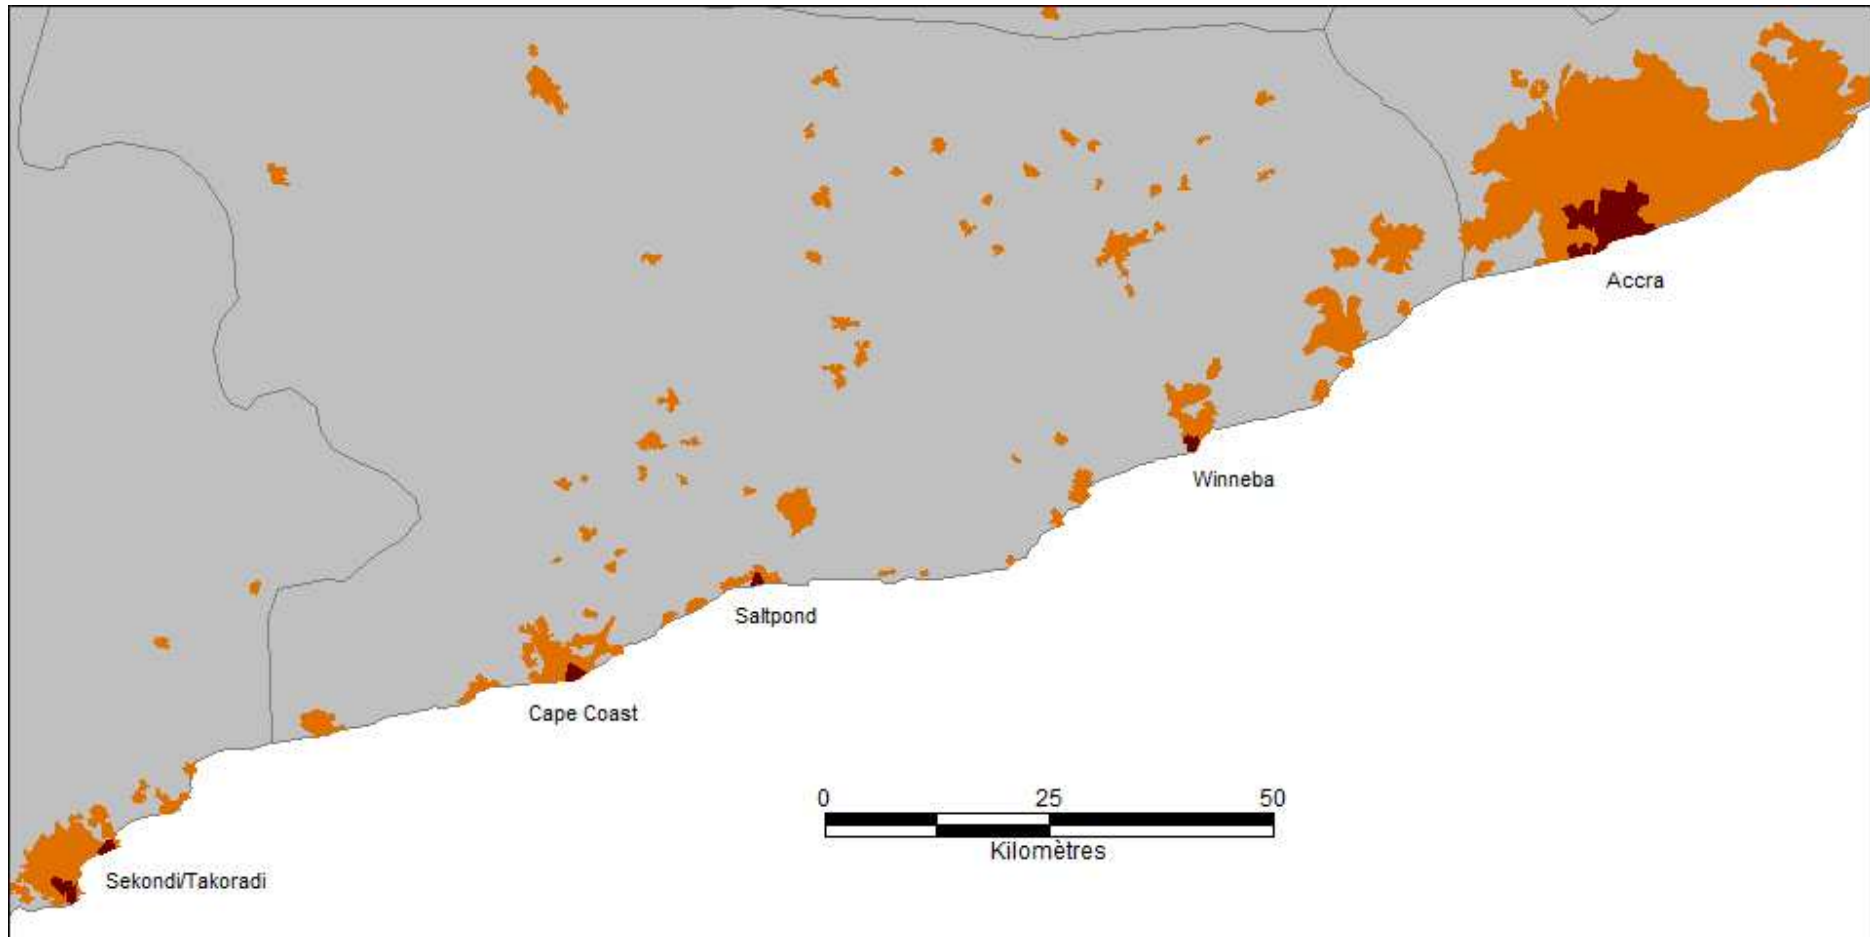 Accra
Winneba
Saltpond
Cape Coast
0 25 50
Kilomètres
Sekondi/Takoradi